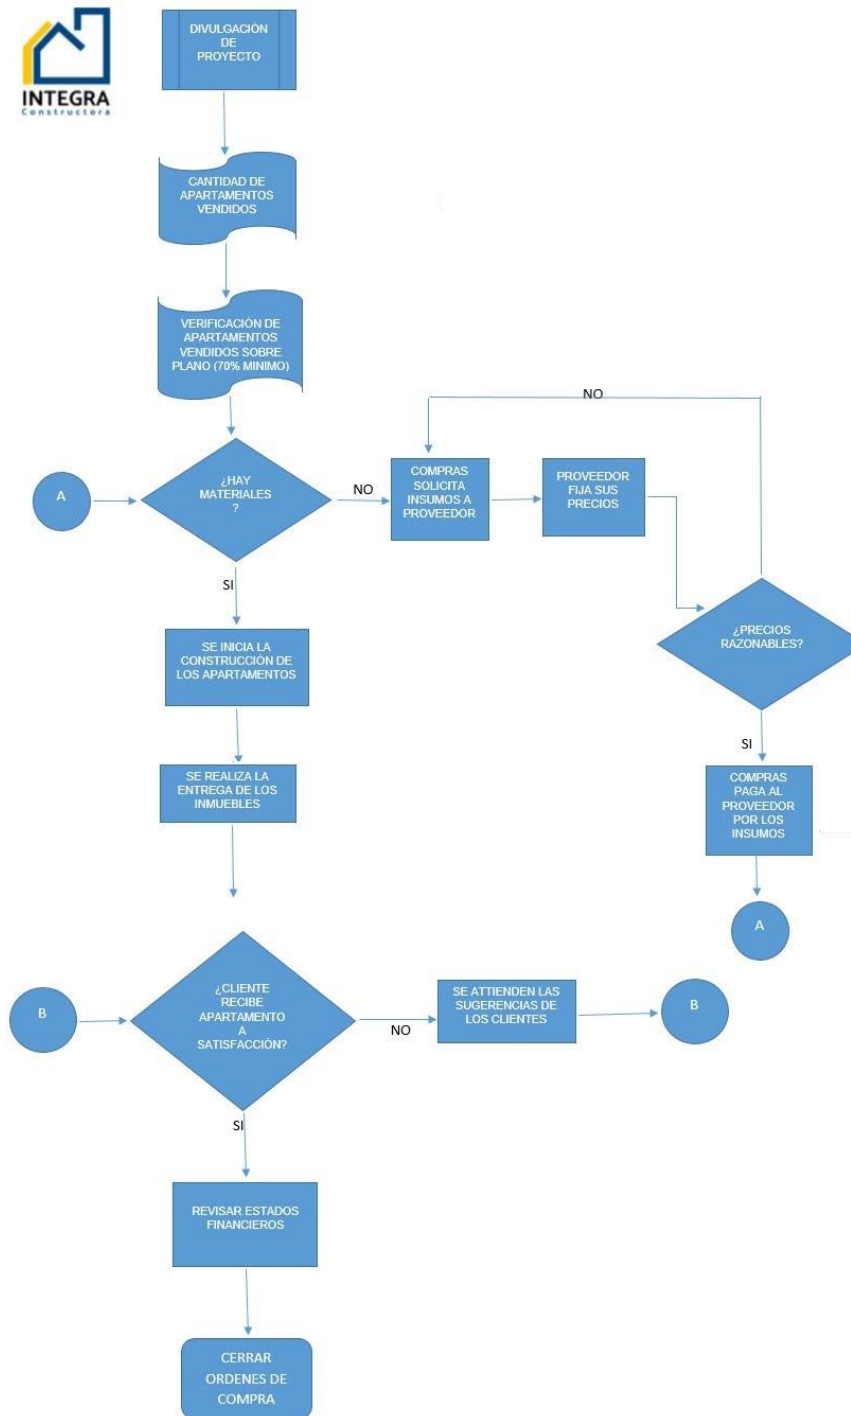 INTEGRA
Constructora
DIVULGACIÓN
DE
PROYECTO
CANTIDAD DE
APARTAMENTOS
VENDIDOS
VERIFICACIÓN DE
APARTAMENTOS
VENDIDOS SOBRE
PLANO (70% MINIMO)
NO
A
¿HAY
MATERIALES
?
NO
COMPRAS
SOLICITA
INSUMOS A
PROVEEDOR
PROVEEDOR
FIJA SUS
PRECIOS
SI
¿PRECIOS
RAZONABLES?
SE INICIA LA
CONSTRUCCIÓN DE
LOS APARTAMENTOS
SI
SE REALIZA LA
ENTREGA DE LOS
INMUEBLES
COMPRAS
PAGA AL
PROVEEDOR
POR LOS
INSUMOS
A
B
¿CLIENTE
RECIBE
APARTAMENTO
A
SATISFACCIÓN?
NO
SE ATTIENDEN LAS
SUGERENCIAS DE
LOS CLIENTES
B
SI
REVISAR ESTADOS
FINANCIEROS
CERRAR
ORDENES DE
COMPRA